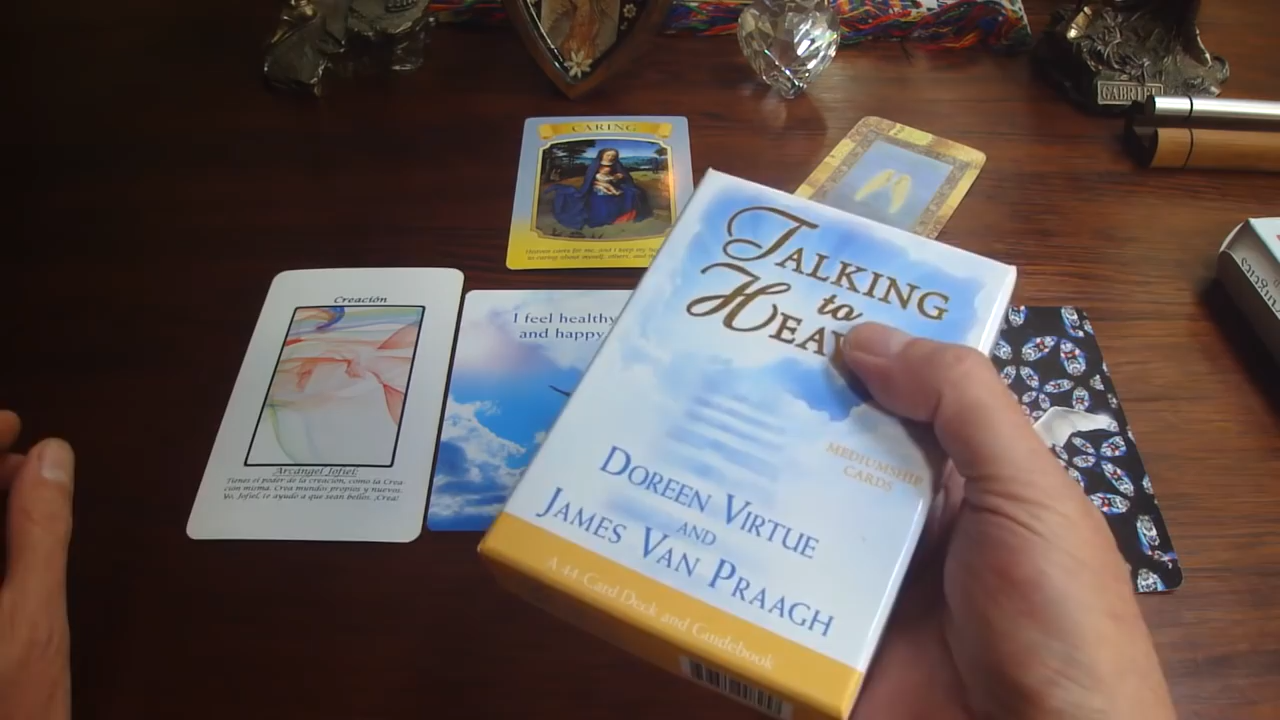 GABRIEL
CARING
Heaven cares for me, and I keep my
to caring about myself, others, and
TALKING
to
HEAV
MEDIUMSHIP
CARDS
DOREEN VIRTUE
AND
JAMES VAN PRAAGH
A 44 Card Deck and Guidebook
Creación
Arcángel Jofiel:
Tienes el poder de la creación, como la Crea-
ción misma. Crea mundos propios y nuevos.
Yo, Jofiel, te ayudo a que sean bellos. ¡Crea!
I feel healthy
and happy